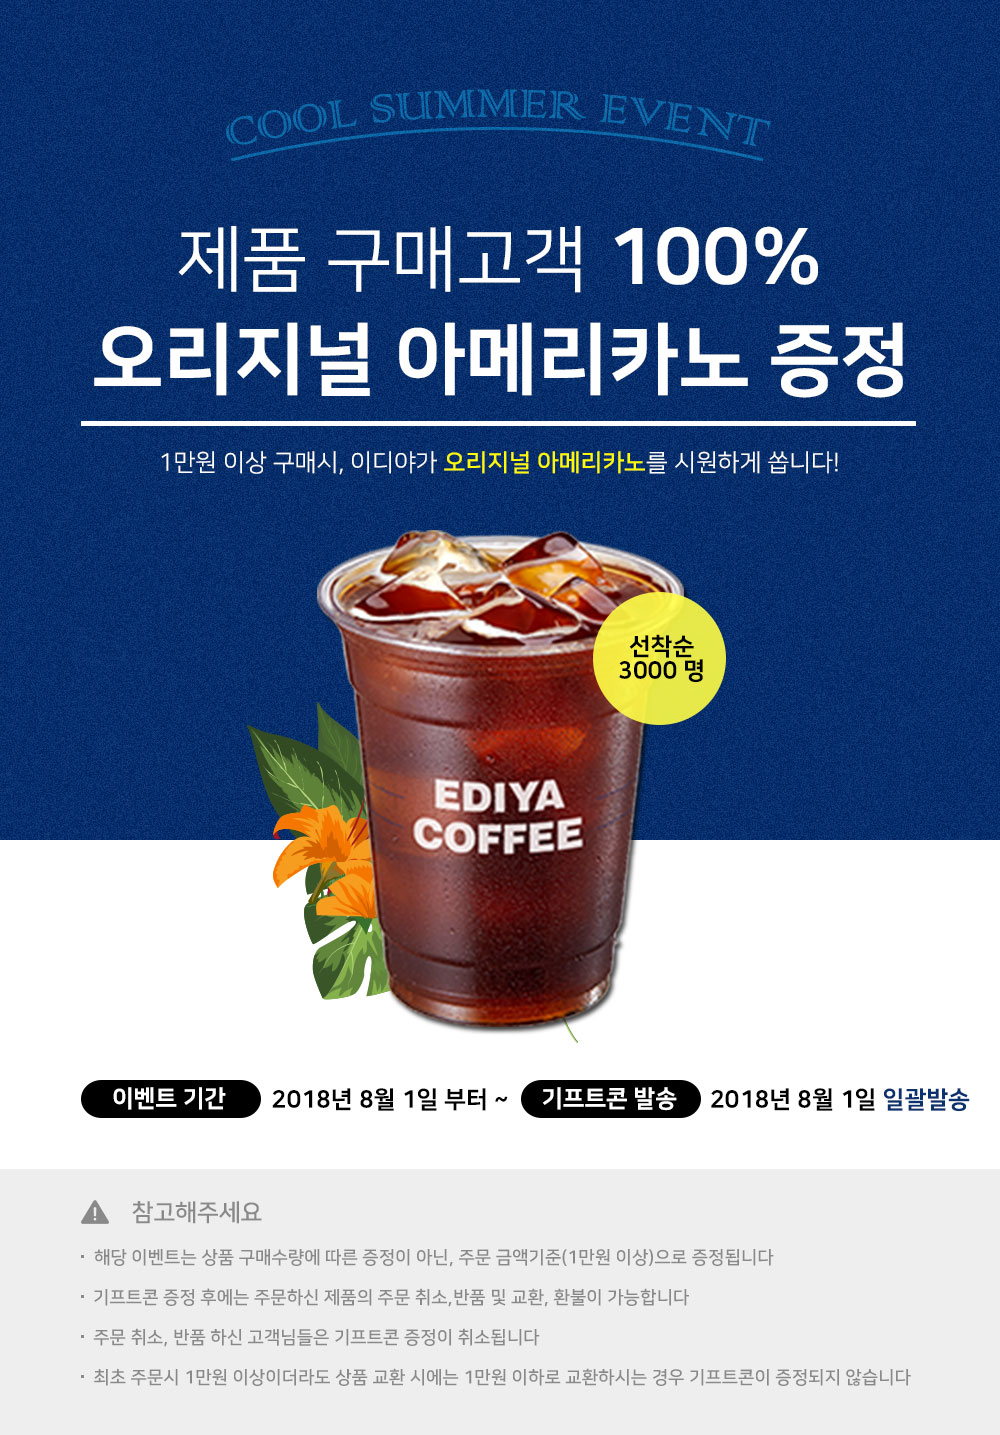 COOL SUMMER EVENT
제품 구매고객 100%
오리지널 아메리카노 증정
1만원 이상 구매시, 이디야가 오리지널 아메리카노를 시원하게 쏩니다!
선착순
3000 명
EDIYA
COFFEE
이벤트 기간 2018년 8월 1일 부터 ~ 기프트콘 발송 2018년 8월 1일 일괄발송
참고해주세요
· 해당 이벤트는 상품 구매수량에 따른 증정이 아닌, 주문 금액기준(1만원 이상)으로 증정됩니다
· 기프트콘 증정 후에는 주문하신 제품의 주문 취소,반품 및 교환, 환불이 가능합니다
· 주문 취소, 반품 하신 고객님들은 기프트콘 증정이 취소됩니다
· 최초 주문시 1만원 이상이더라도 상품 교환 시에는 1만원 이하로 교환하시는 경우 기프트콘이 증정되지 않습니다